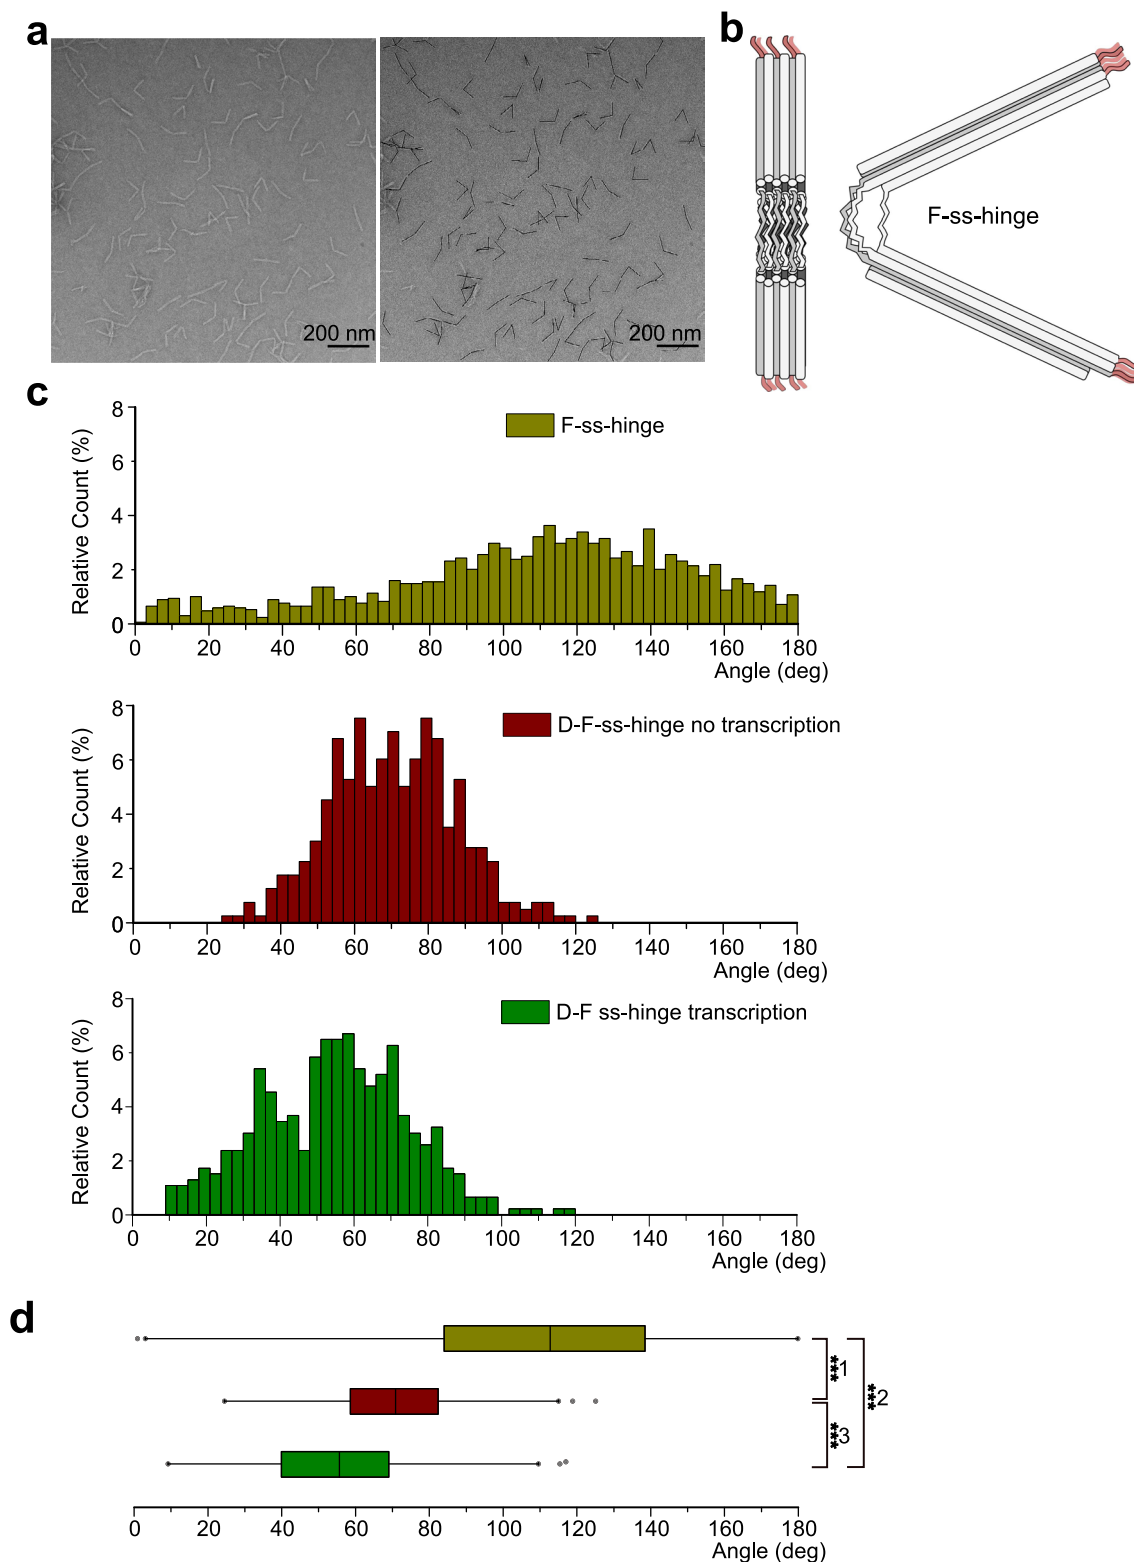 a
b
200 nm
200 nm
F-ss-hinge
c
8
6
4
2
0
Relative Count (%)
F-ss-hinge
0 20 40 60 80 100 120 140 160 180
Angle (deg)
8
6
4
2
0
Relative Count (%)
D-F-ss-hinge no transcription
0 20 40 60 80 100 120 140 160 180
Angle (deg)
8
6
4
2
0
Relative Count (%)
D-F ss-hinge transcription
0 20 40 60 80 100 120 140 160 180
Angle (deg)
d
***1
***2
***3
0 20 40 60 80 100 120 140 160 180
Angle (deg)